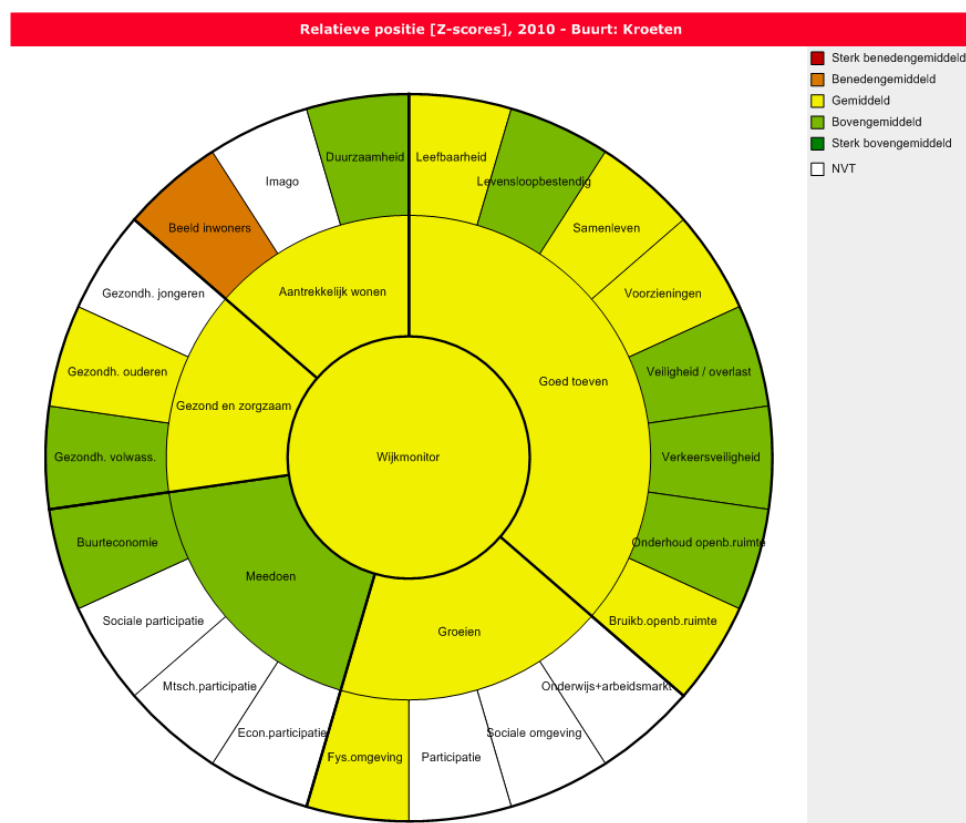 Relatieve positie [Z-scores], 2010 - Buurt: Kroeten
Sterk benedengemiddeld
Benedengemiddeld
Gemiddeld
Bovengemiddeld
Sterk bovengemiddeld
NVT
Duurzaamheid
Leefbaarheid
Imago
Levensloopbestendig
Beeld inwoners
Samenleven
Gezondh. jongeren
Aantrekkelijk wonen
Voorzieningen
Gezondh. ouderen
Goed toeven
Veiligheid / overlast
Gezond en zorgzaam
Gezondh. volwass.
Wijkmonitor
Verkeersveiligheid
Buurteconomie
Onderhoud openb.ruimte
Meedoen
Sociale participatie
Groeien
Bruikb.openb.ruimte
Mtsch.participatie
Onderwijs+arbeidsmarkt
Econ.participatie
Sociale omgeving
Fys.omgeving
Participatie